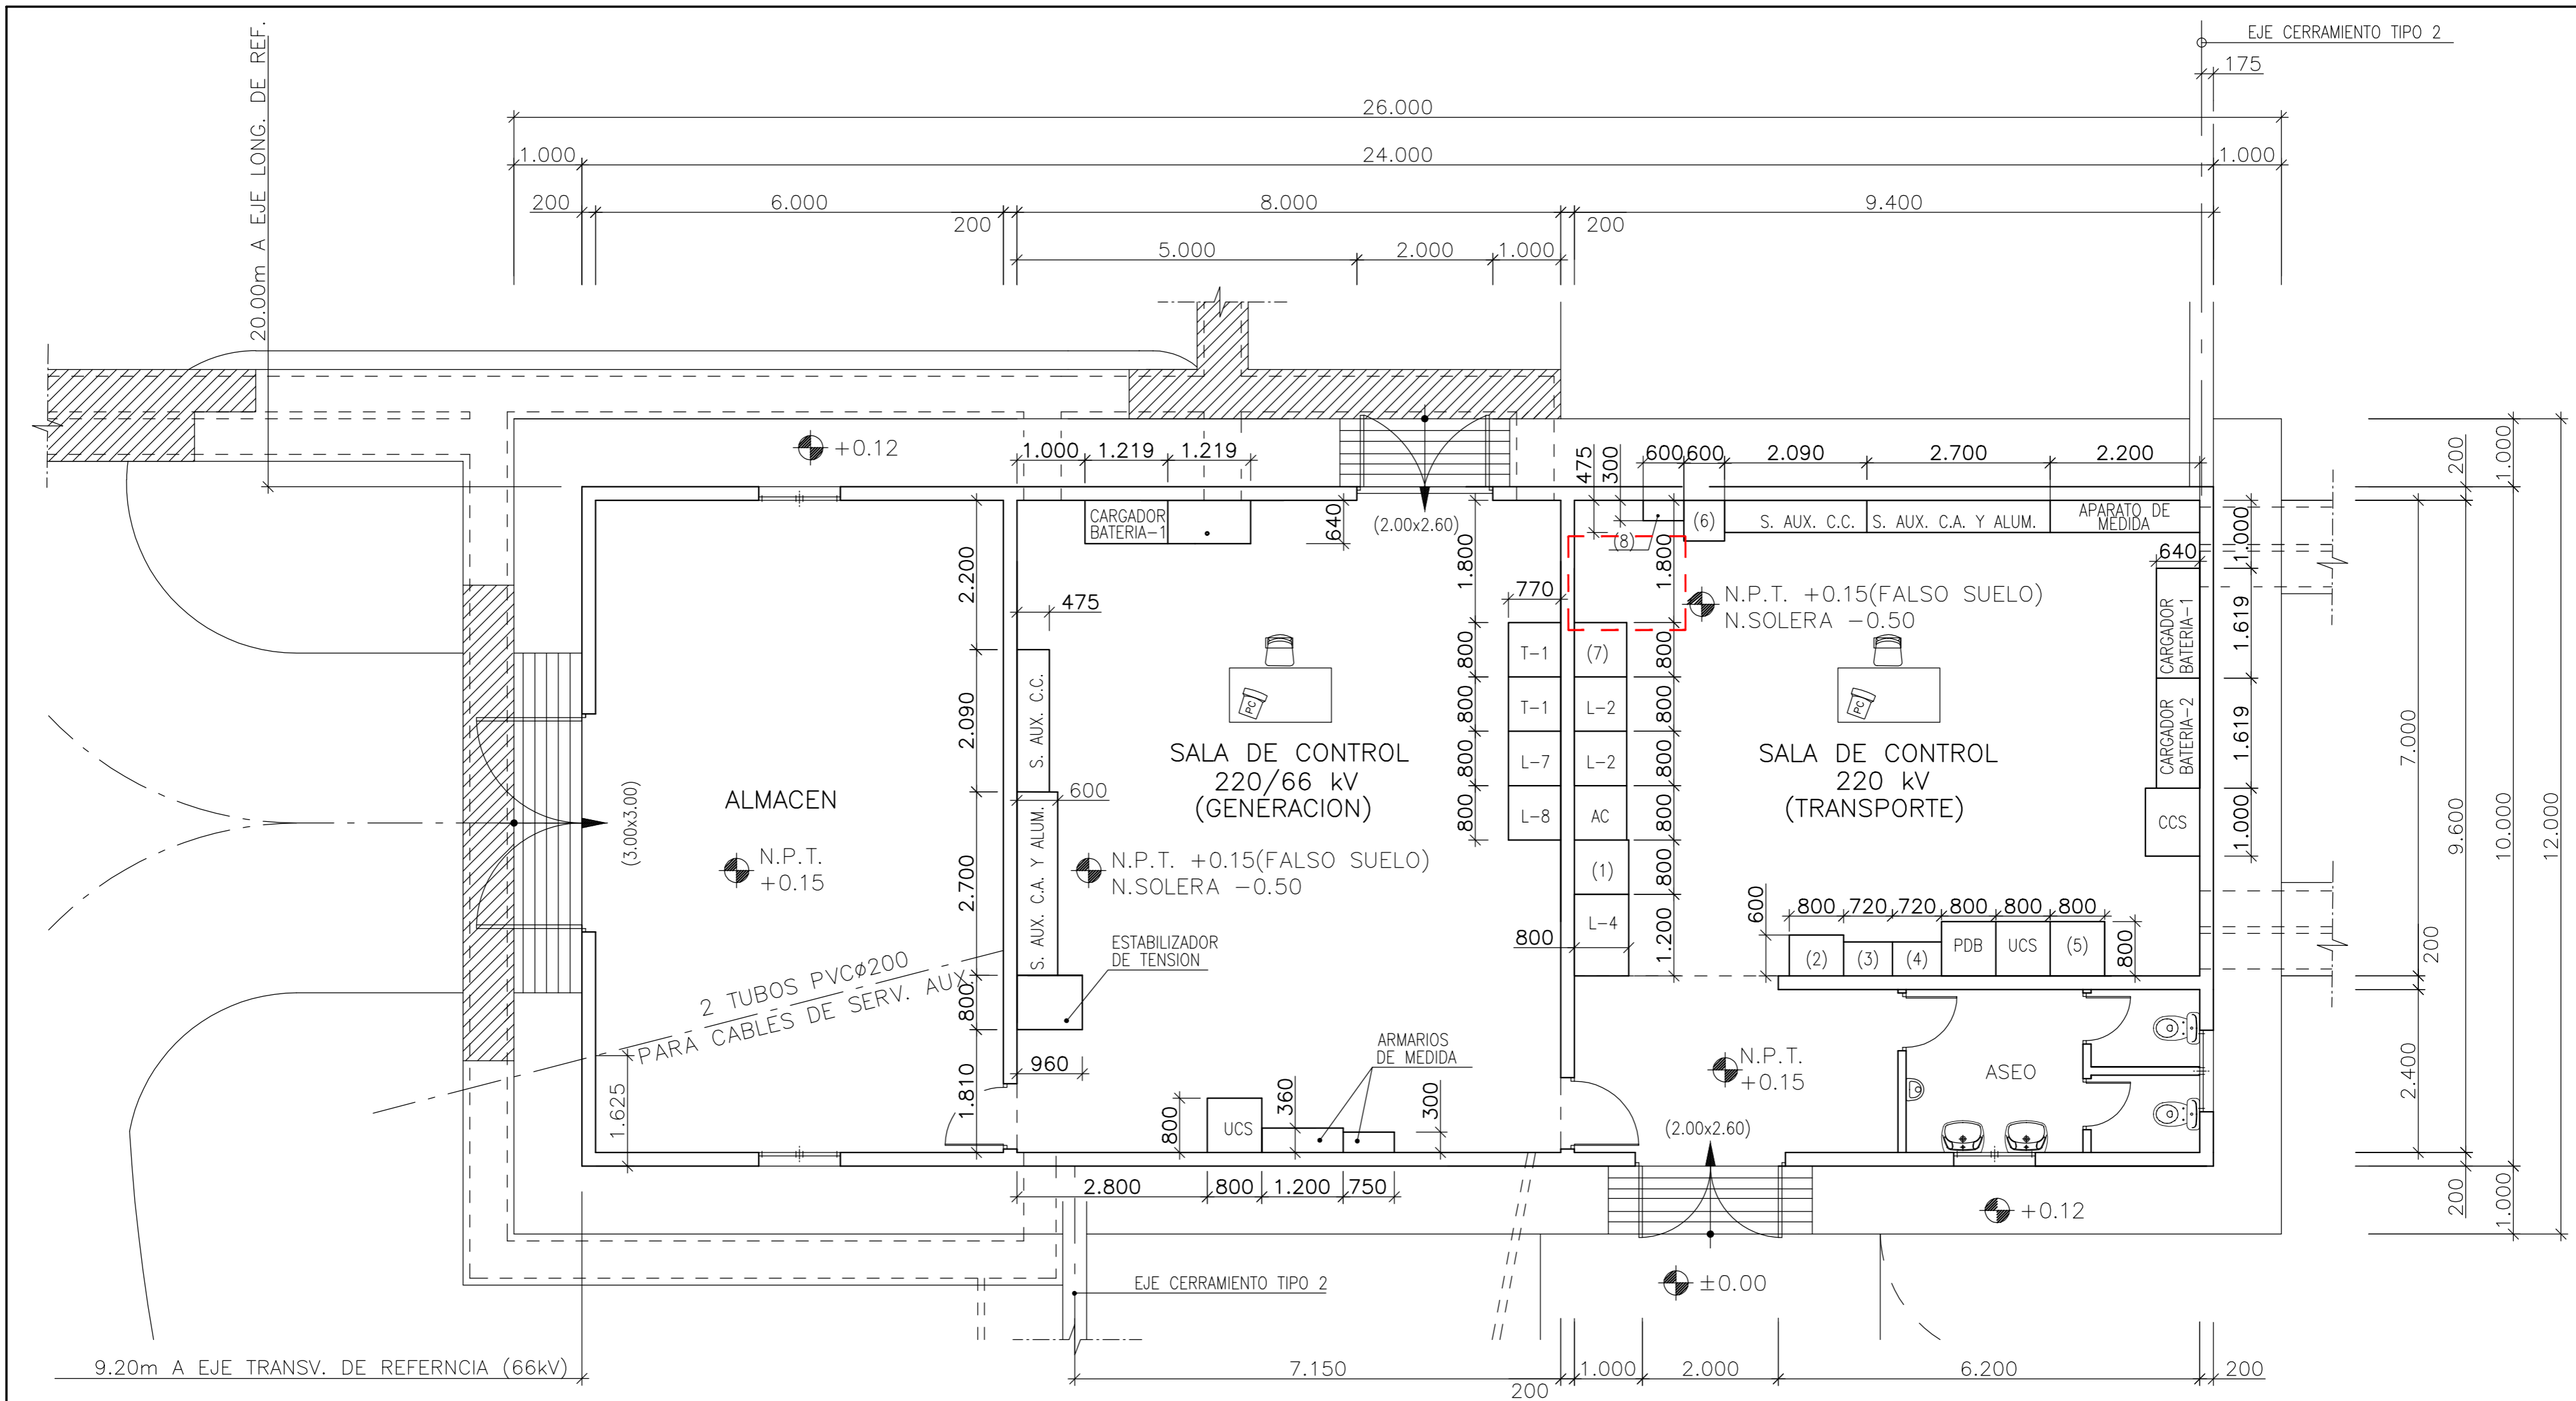 20.00m A EJE LONG. DE REF.
EJE CERRAMIENTO TIPO 2
175
26.000
1.000
24.000
1.000
200
6.000
200
8.000
200
9.400
5.000
2.000
1.000
+0.12
1.000
1.219
1.219
CARGADOR
BATERIA-1
640
(2.00x2.60)
475
300
600
600
2.090
2.700
2.200
(8)
(6)
S. AUX. C.C.
S. AUX. C.A. Y ALUM.
APARATO DE
MEDIDA
200
1.000
2.200
475
1.800
770
1.800
N.P.T. +0.15(FALSO SUELO)
N.SOLERA -0.50
640
1.000
CARGADOR
BATERIA-1
1.619
CARGADOR
BATERIA-2
1.619
CCS
1.000
800
T-1
(7)
800
800
T-1
L-2
800
800
L-7
L-2
800
800
L-8
AC
800
(1)
800
800
L-4
1.200
S. AUX. C.C.
2.090
PC
PC
SALA DE CONTROL
220/66 kV
(GENERACION)
SALA DE CONTROL
220 kV
(TRANSPORTE)
7.000
9.600
10.000
12.000
(3.00x3.00)
ALMACEN
N.P.T.
+0.15
600
S. AUX. C.A. Y ALUM.
2.700
N.P.T. +0.15(FALSO SUELO)
N.SOLERA -0.50
600
800
720
720
800
800
800
(2)
(3)
(4)
PDB
UCS
(5)
800
200
ESTABILIZADOR
DE TENSION
2 TUBOS PVCø200
PARA CABLES DE SERV. AUX.
800
960
1.810
1.625
ARMARIOS
DE MEDIDA
800
UCS
360
300
N.P.T.
+0.15
ASEO
2.400
(2.00x2.60)
2.800
800
1.200
750
+0.12
200
1.000
±0.00
EJE CERRAMIENTO TIPO 2
9.20m A EJE TRANSV. DE REFERNCIA (66kV)
7.150
200
1.000
2.000
6.200
200